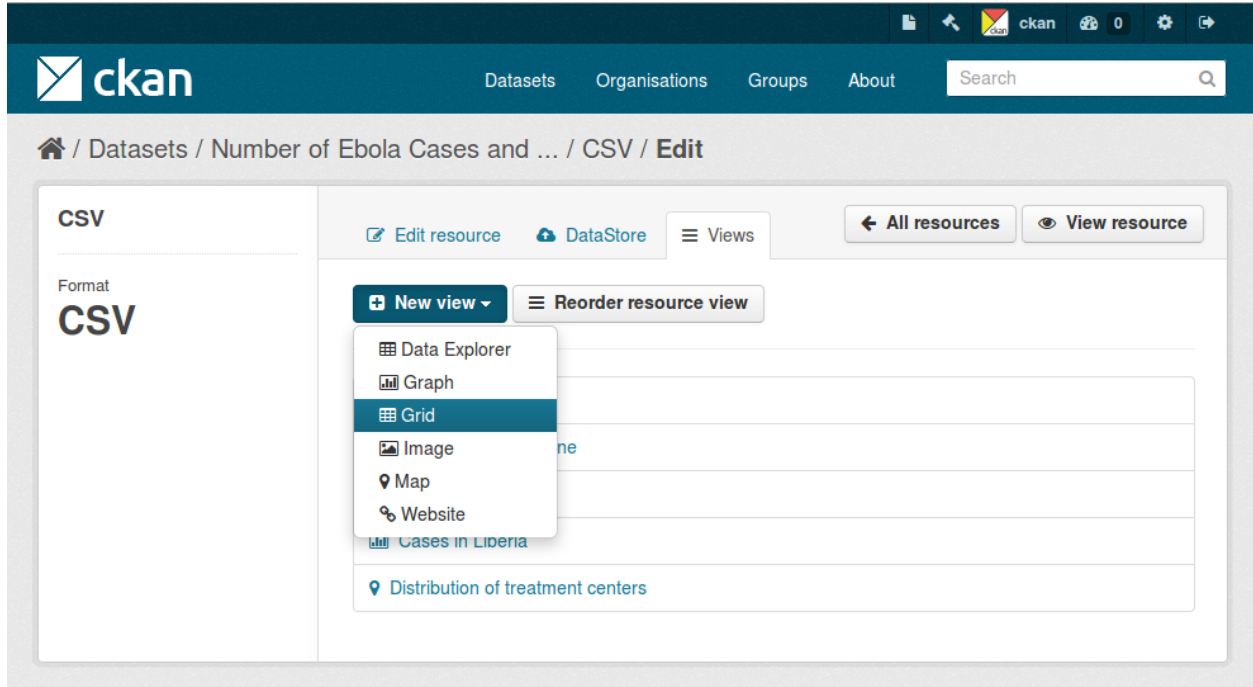 ckan 0
ckan Datasets Organisations Groups About Search
/ Datasets / Number of Ebola Cases and ... / CSV / Edit
CSV
Format
CSV
Edit resource DataStore Views
All resources View resource
New view Reorder resource view
Data Explorer
Graph
Grid
Image
Map
Website
ne
Cases in Liberia
Distribution of treatment centers